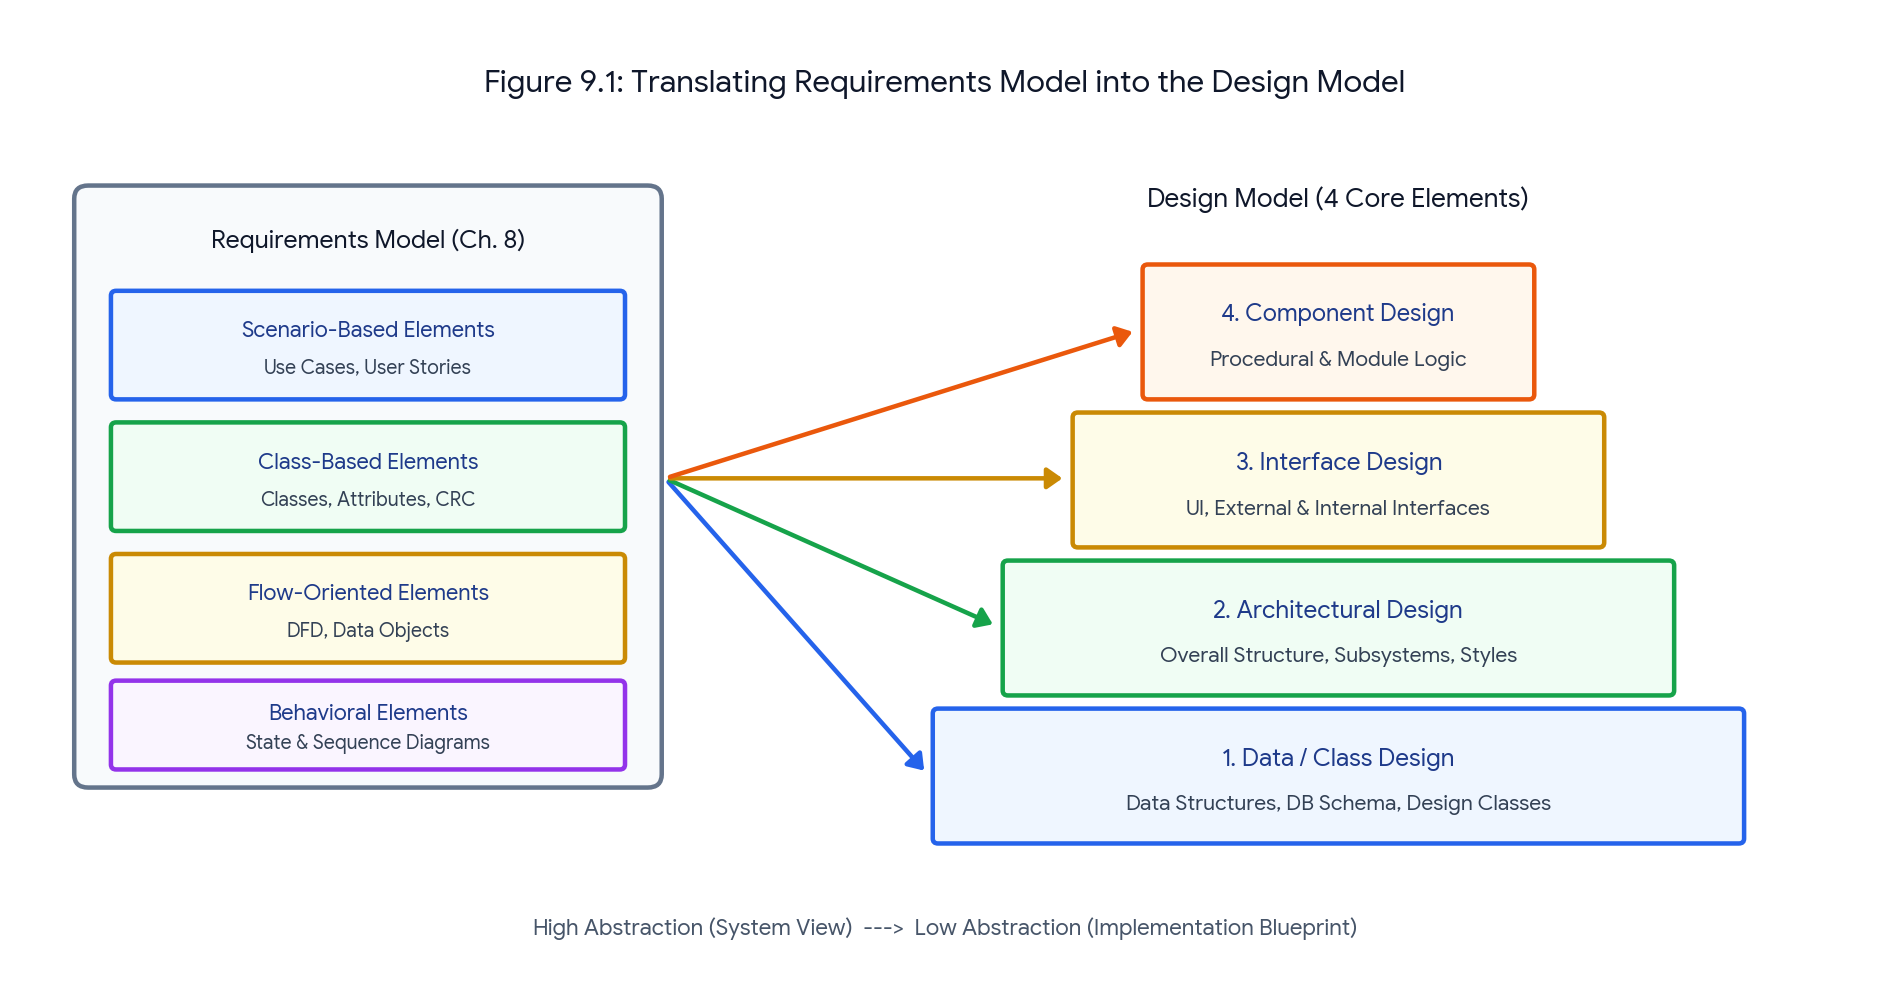 Figure 9.1: Translating Requirements Model into the Design Model
Requirements Model (Ch. 8)
Scenario-Based Elements
Use Cases, User Stories
Class-Based Elements
Classes, Attributes, CRC
Flow-Oriented Elements
DFD, Data Objects
Behavioral Elements
State & Sequence Diagrams
Design Model (4 Core Elements)
4. Component Design
Procedural & Module Logic
3. Interface Design
UI, External & Internal Interfaces
2. Architectural Design
Overall Structure, Subsystems, Styles
1. Data / Class Design
Data Structures, DB Schema, Design Classes
High Abstraction (System View) ---> Low Abstraction (Implementation Blueprint)